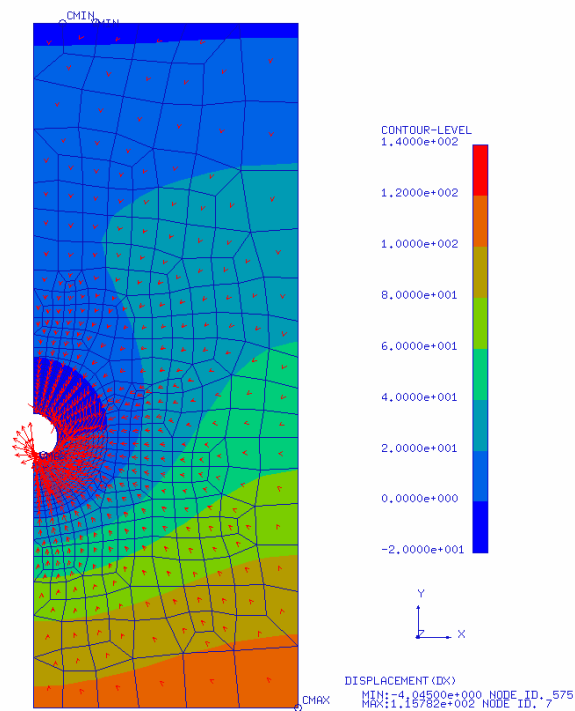 CMIN
CONTOUR-LEVEL
1.4000e+002
1.2000e+002
1.0000e+002
8.0000e+001
6.0000e+001
4.0000e+001
2.0000e+001
0.0000e+000
-2.0000e+001
Y
Z X
CMAX
DISPLACEMENT(DX)
MIN:-4.04500e+000 NODE ID. 575
MAX:1.15782e+002 NODE ID. 7